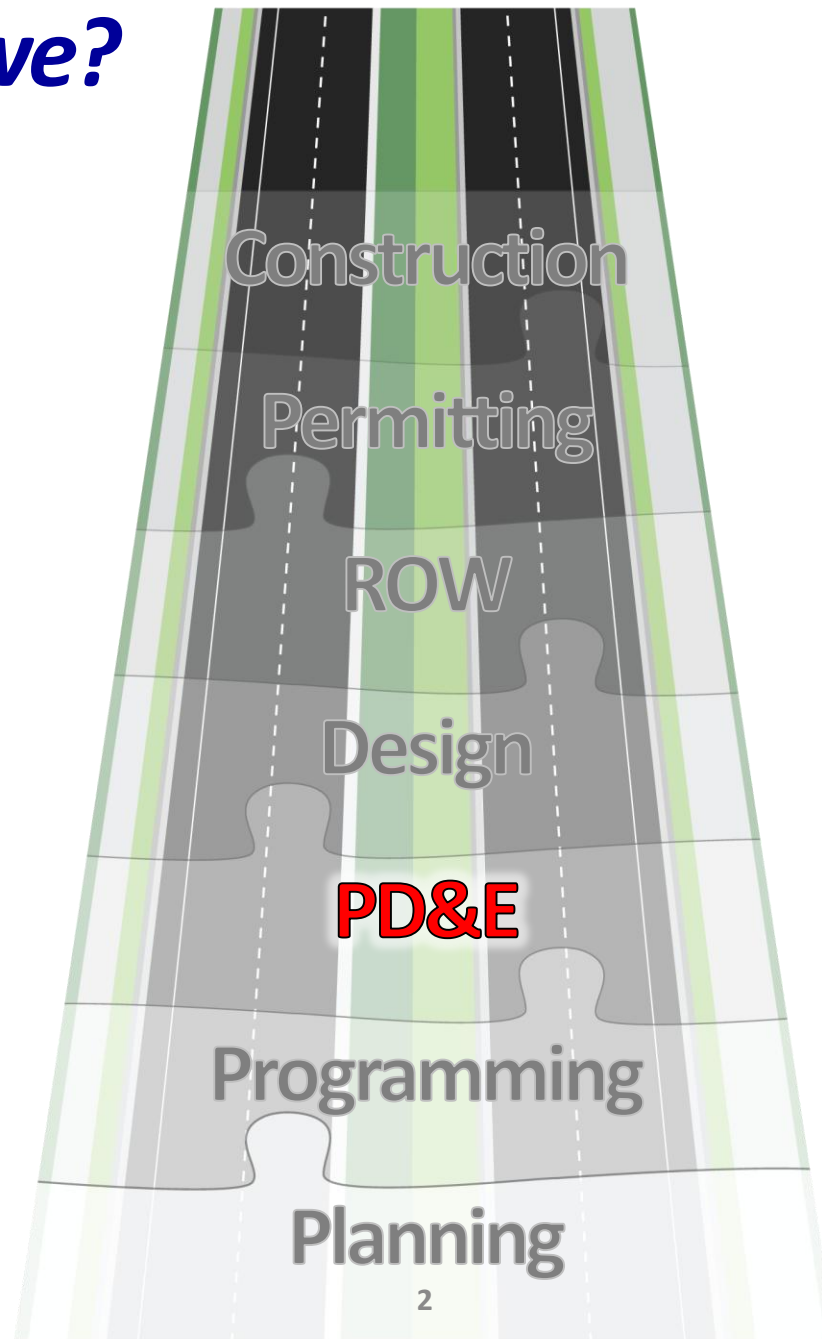 ve?
Construction
Permitting
ROW
Design
PD&E
Programming
Planning
2